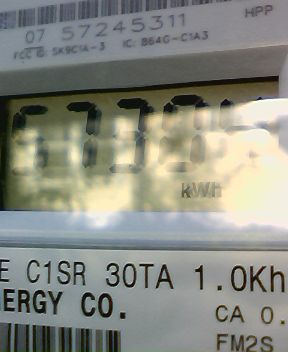 HPP
07 57245311
FCC ID: SK9C1A-3 IC: 864G-C1A3
kWh
E C1SR 30TA 1.0Kh
ERGY CO.
CA 0.
FM2S